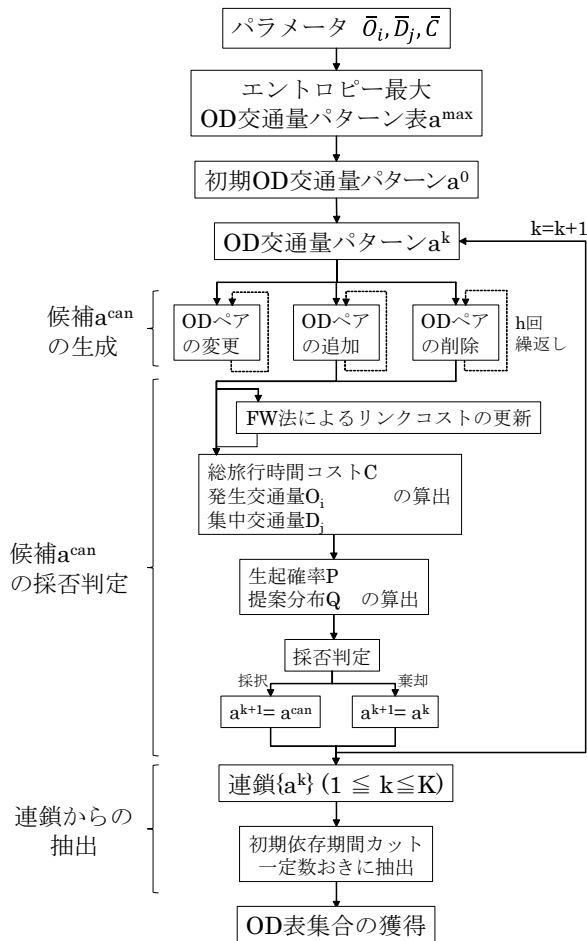 パラメータ O̅i, D̅j, C̅
エントロピー最大
OD交通量パターン表a^max
初期OD交通量パターンa^0
OD交通量パターンa^k
k=k+1
候補a^can
の生成
ODペア
の変更
ODペア
の追加
ODペア
の削除
h回
繰返し
FW法によるリンクコストの更新
総旅行時間コストC
発生交通量O_i の算出
集中交通量D_j
候補a^can
の採否判定
生起確率P
提案分布Q の算出
採否判定
採択
棄却
a^k+1= a^can
a^k+1= a^k
連鎖{a^k} (1 ≦ k≦K)
連鎖からの
抽出
初期依存期間カット
一定数おきに抽出
OD表集合の獲得